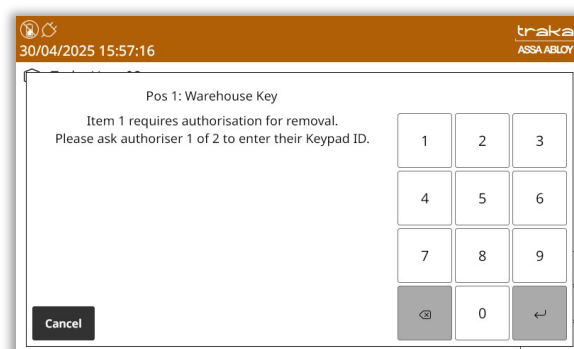 traka
30/04/2025 15:57:16
ASSA ABLOY
Pos 1: Warehouse Key
Item 1 requires authorisation for removal.
Please ask authoriser 1 of 2 to enter their Keypad ID.
1 2 3
4 5 6
7 8 9
0
Cancel